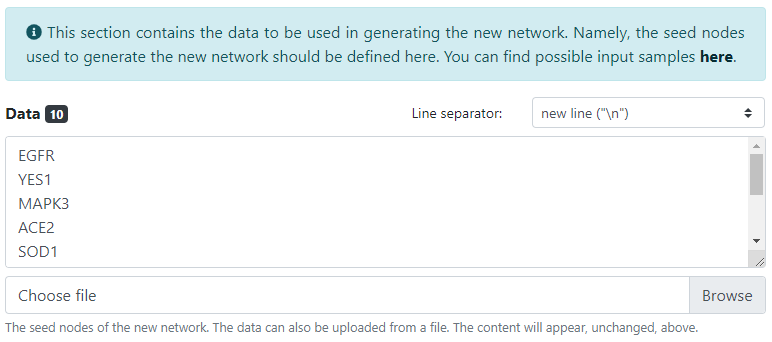 This section contains the data to be used in generating the new network. Namely, the seed nodes
used to generate the new network should be defined here. You can find possible input samples here.
Data 10 Line separator: new line ("\n")
EGFR
YES1
MAPK3
ACE2
SOD1
Choose file Browse
The seed nodes of the new network. The data can also be uploaded from a file. The content will appear, unchanged, above.